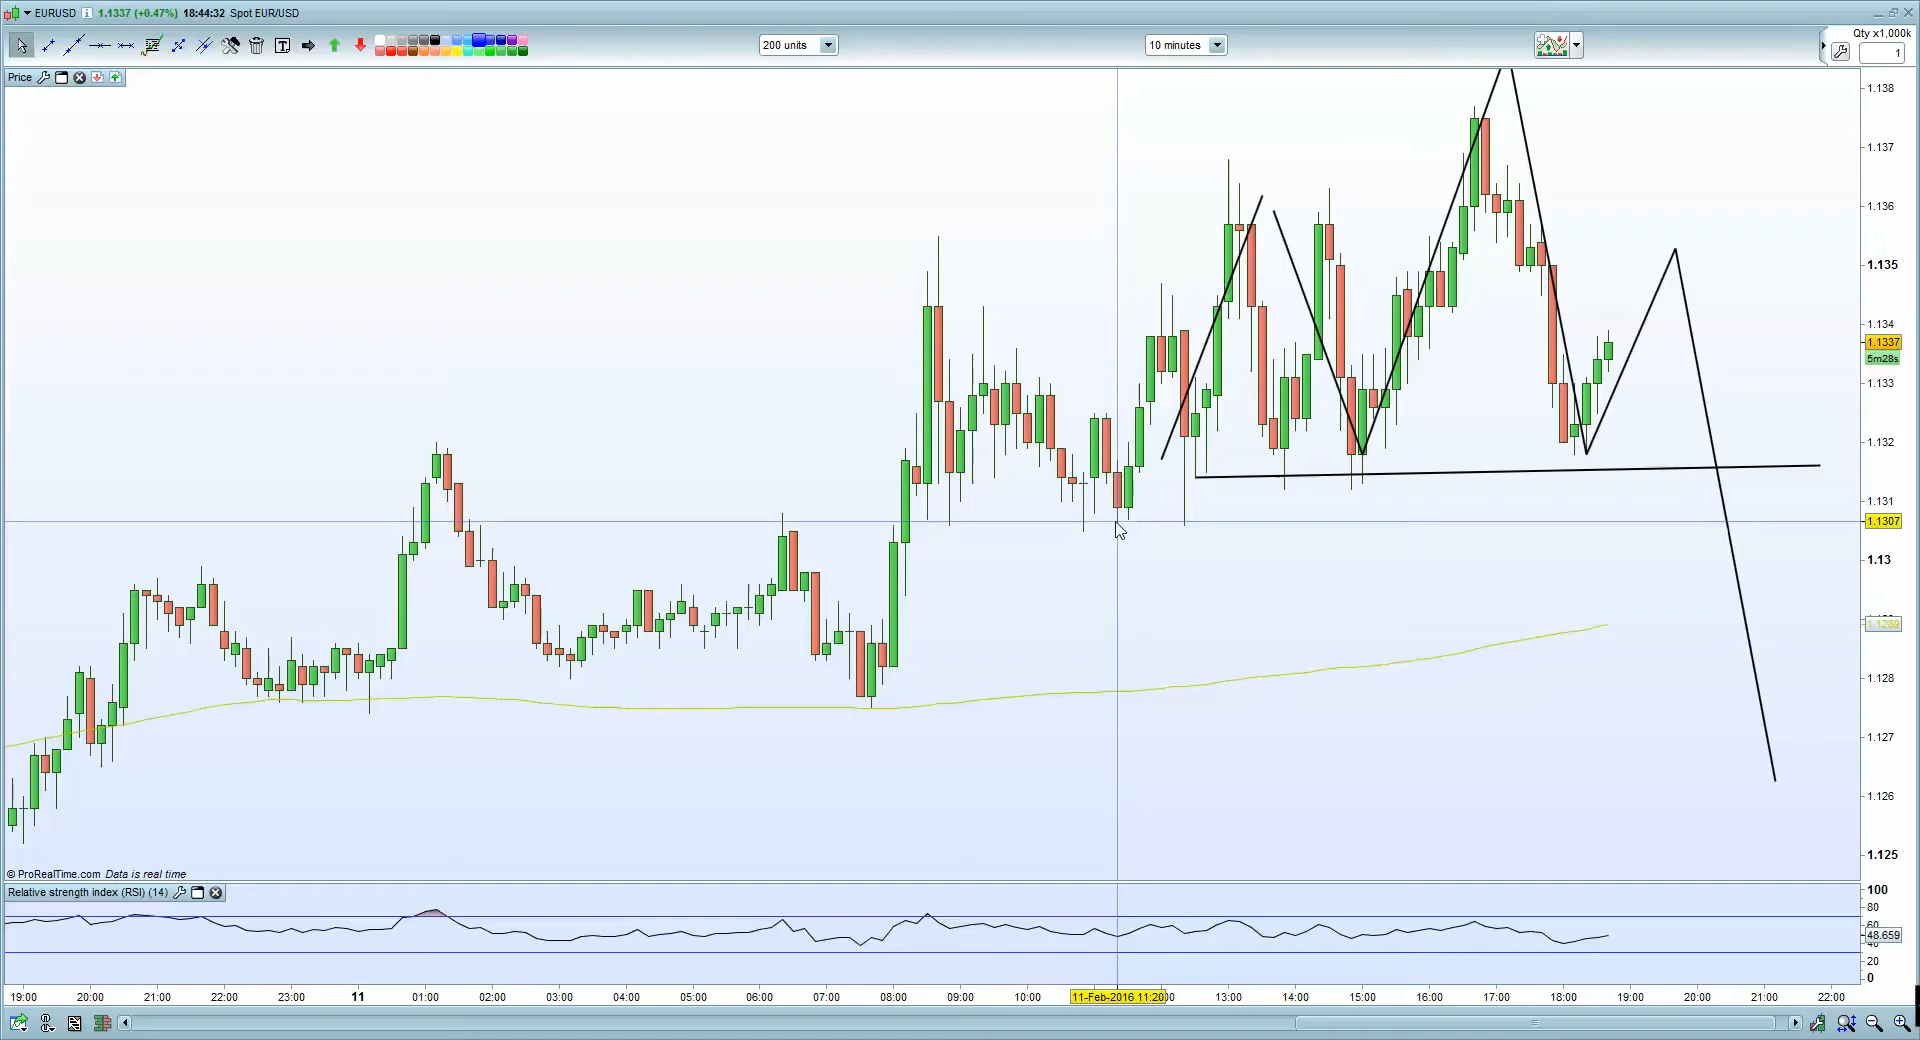 EURUSD 1.1337 (+0.47%) 18:44:32 Spot EUR/USD
200 units
10 minutes
Qty x1,000k
1
Price
1.138
1.137
1.136
1.135
1.134
1.1337
5m28s
1.133
1.132
1.131
1.1307
1.13
1.1289
1.128
1.127
1.126
1.125
© ProRealTime.com Data is real time
Relative strength index (RSI) (14)
100
80
60
48.659
40
20
0
19:00 20:00 21:00 22:00 23:00 11 01:00 02:00 03:00 04:00 05:00 06:00 07:00 08:00 09:00 10:00 11-Feb-2016 11:20 13:00 14:00 15:00 16:00 17:00 18:00 19:00 20:00 21:00 22:00